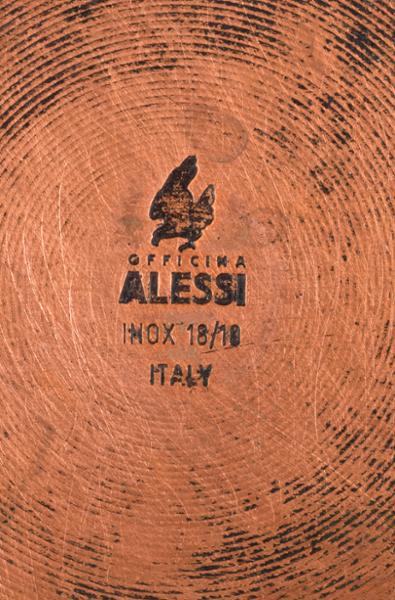 OFFICINA
ALESSI
INOX 18/10
ITALY